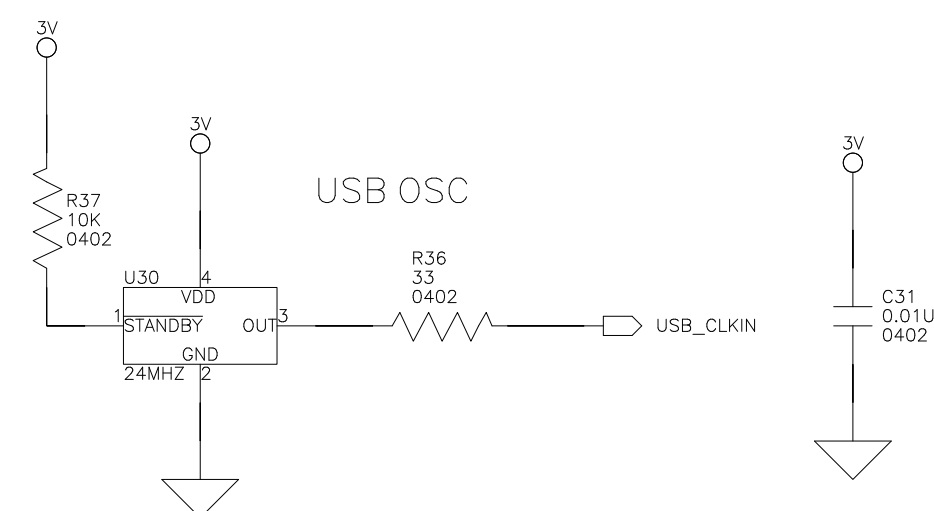 3V
3V
3V
USB OSC
R37
10K
0402
R36
33
0402
U30
4
VDD
1
STANDBY
OUT
3
GND
24MHZ
2
USB_CLKIN
C31
0.01U
0402